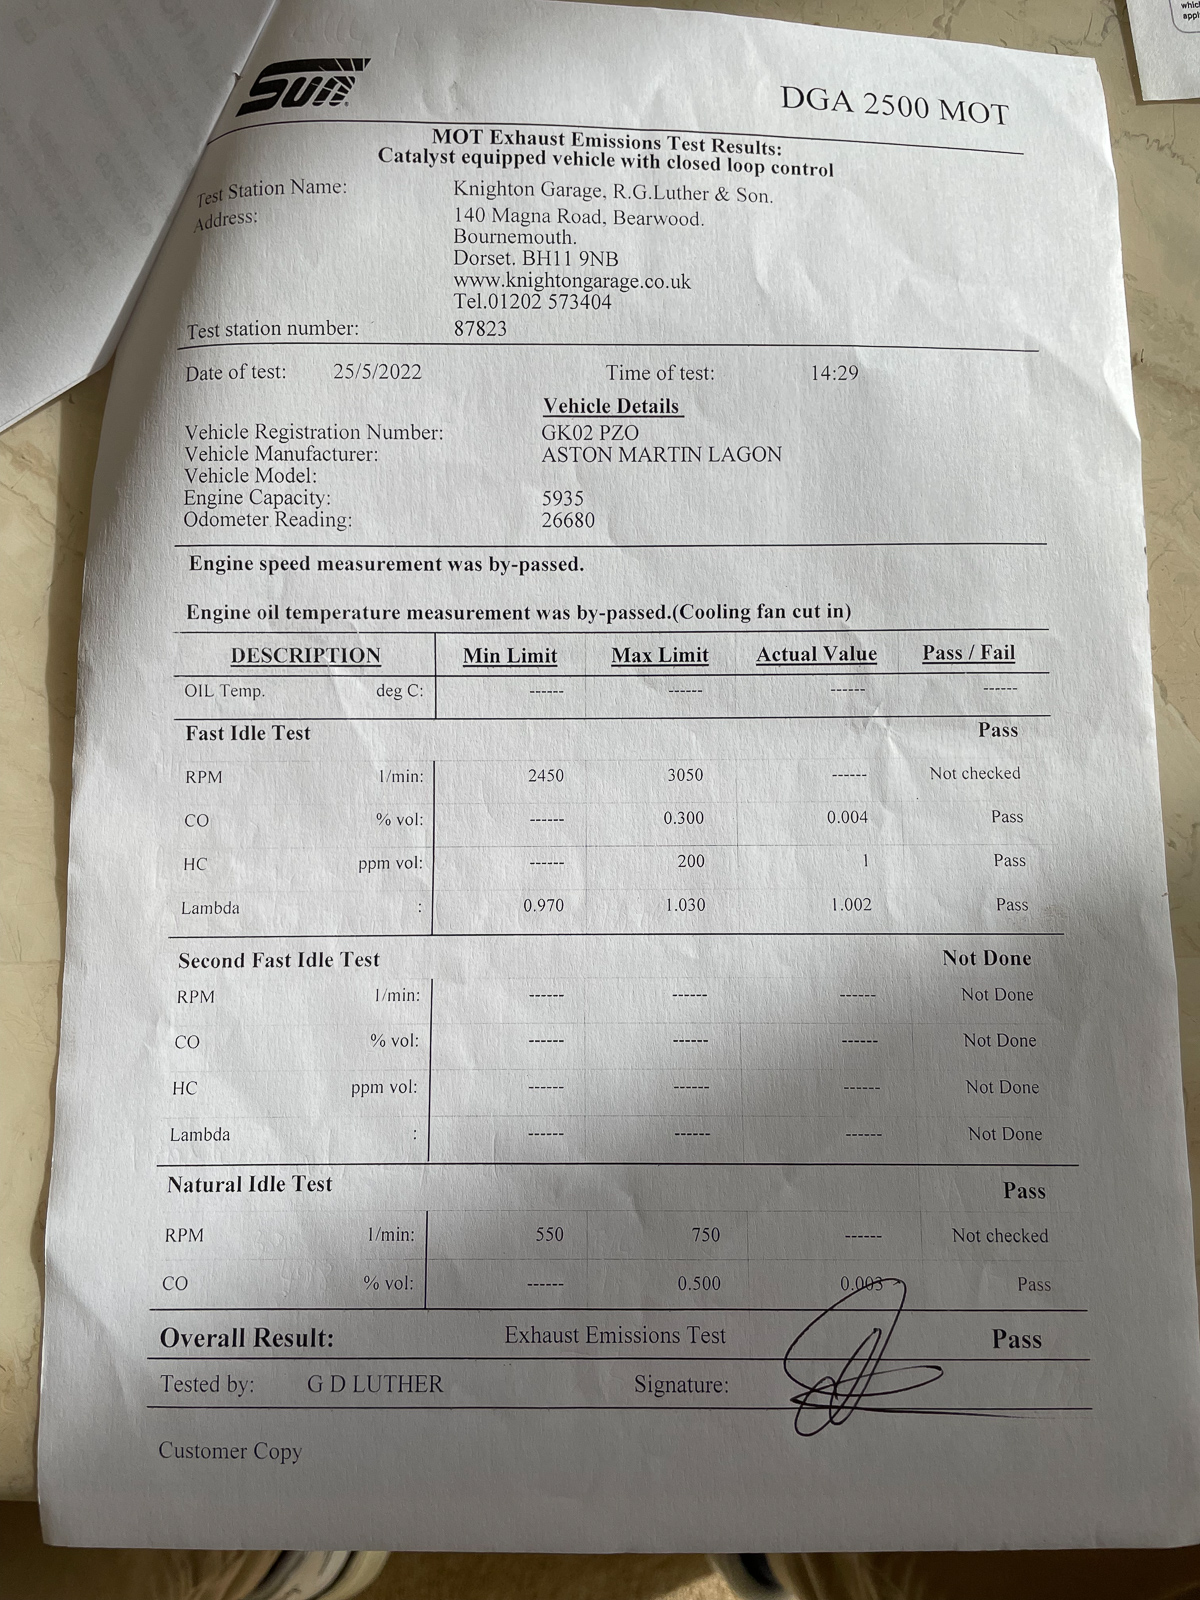 Sun
DGA 2500 MOT
MOT Exhaust Emissions Test Results:
Catalyst equipped vehicle with closed loop control
Test Station Name: Knighton Garage, R.G.Luther & Son.
Address: 140 Magna Road, Bearwood.
Bournemouth.
Dorset. BH11 9NB
www.knightongarage.co.uk
Tel.01202 573404
Test station number: 87823
Date of test: 25/5/2022 Time of test: 14:29
Vehicle Details
Vehicle Registration Number: GK02 PZO
Vehicle Manufacturer: ASTON MARTIN LAGON
Vehicle Model:
Engine Capacity: 5935
Odometer Reading: 26680
Engine speed measurement was by-passed.
Engine oil temperature measurement was by-passed.(Cooling fan cut in)
DESCRIPTION Min Limit Max Limit Actual Value Pass / Fail
OIL Temp. deg C: ------ ------ ------ ------
Fast Idle Test Pass
RPM 1/min: 2450 3050 ------ Not checked
CO % vol: ------ 0.300 0.004 Pass
HC ppm vol: ------ 200 1 Pass
Lambda : 0.970 1.030 1.002 Pass
Second Fast Idle Test Not Done
RPM 1/min: ------ ------ ------ Not Done
CO % vol: ------ ------ ------ Not Done
HC ppm vol: ------ ------ ------ Not Done
Lambda : ------ ------ ------ Not Done
Natural Idle Test Pass
RPM 1/min: 550 750 ------ Not checked
CO % vol: ------ 0.500 0.003 Pass
Overall Result: Exhaust Emissions Test Pass
Tested by: G D LUTHER Signature:
Customer Copy